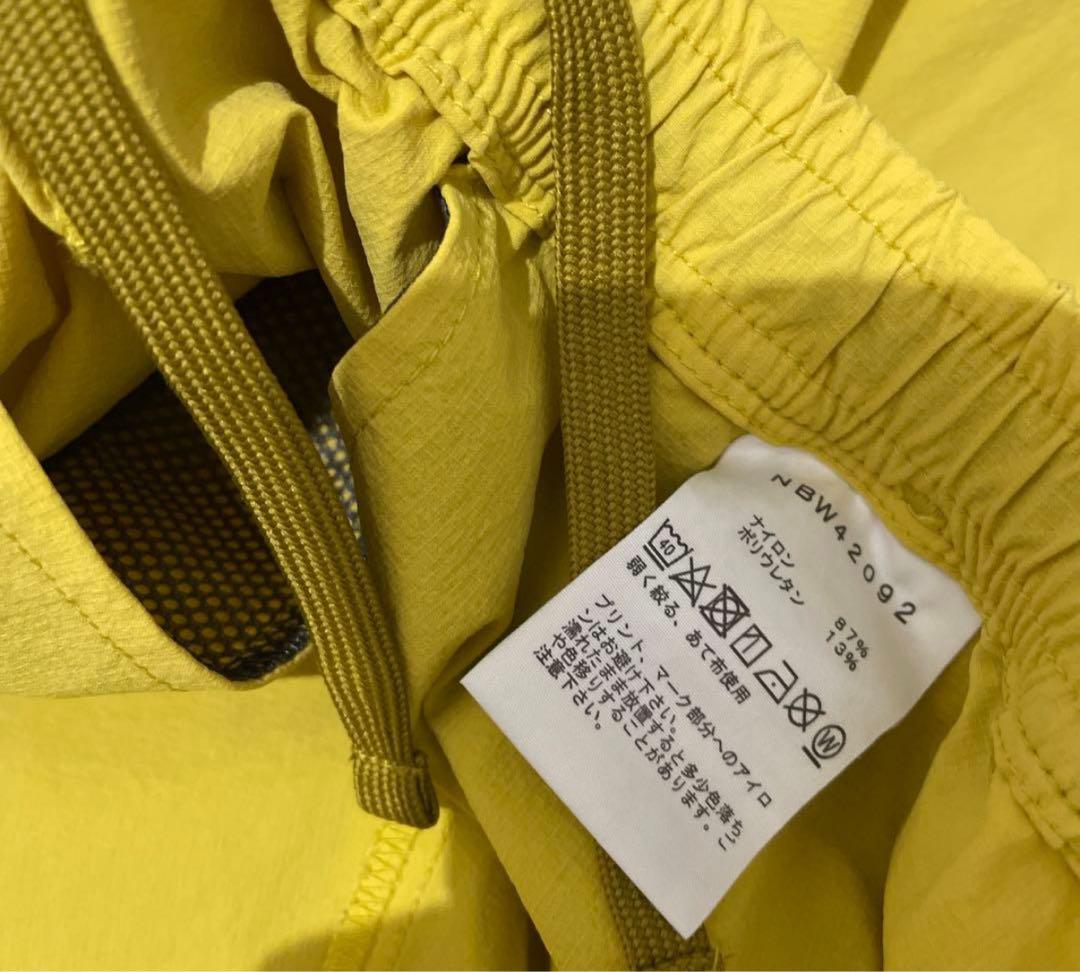 NBW42092
ナイロン 87%
ポリウレタン 13%
40
W
弱く絞る、あて布使用
プリント、マーク部分へのアイロ
ンはお避け下さい。
濡れたまま放置すると多少色落ち
や色移りすることがあります。ご
注意下さい。